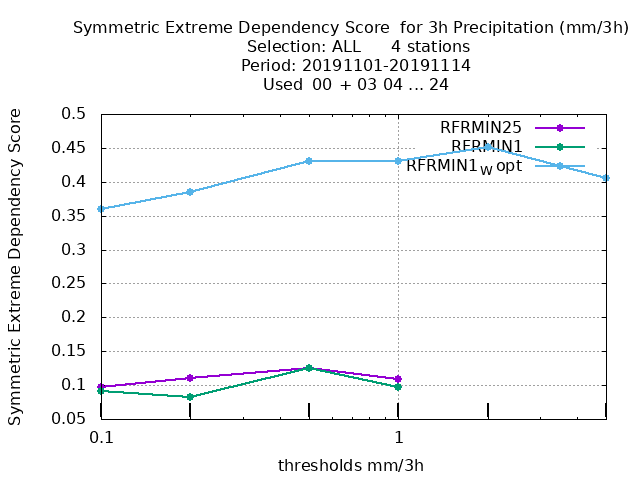 Symmetric Extreme Dependency Score for 3h Precipitation (mm/3h)
Selection: ALL 4 stations
Period: 20191101-20191114
Used 00 + 03 04 ... 24
Symmetric Extreme Dependency Score
0.5
0.45
0.4
0.35
0.3
0.25
0.2
0.15
0.1
0.05
RFRMIN25
RFRMIN1
RFRMIN1W opt
0.1 1
thresholds mm/3h